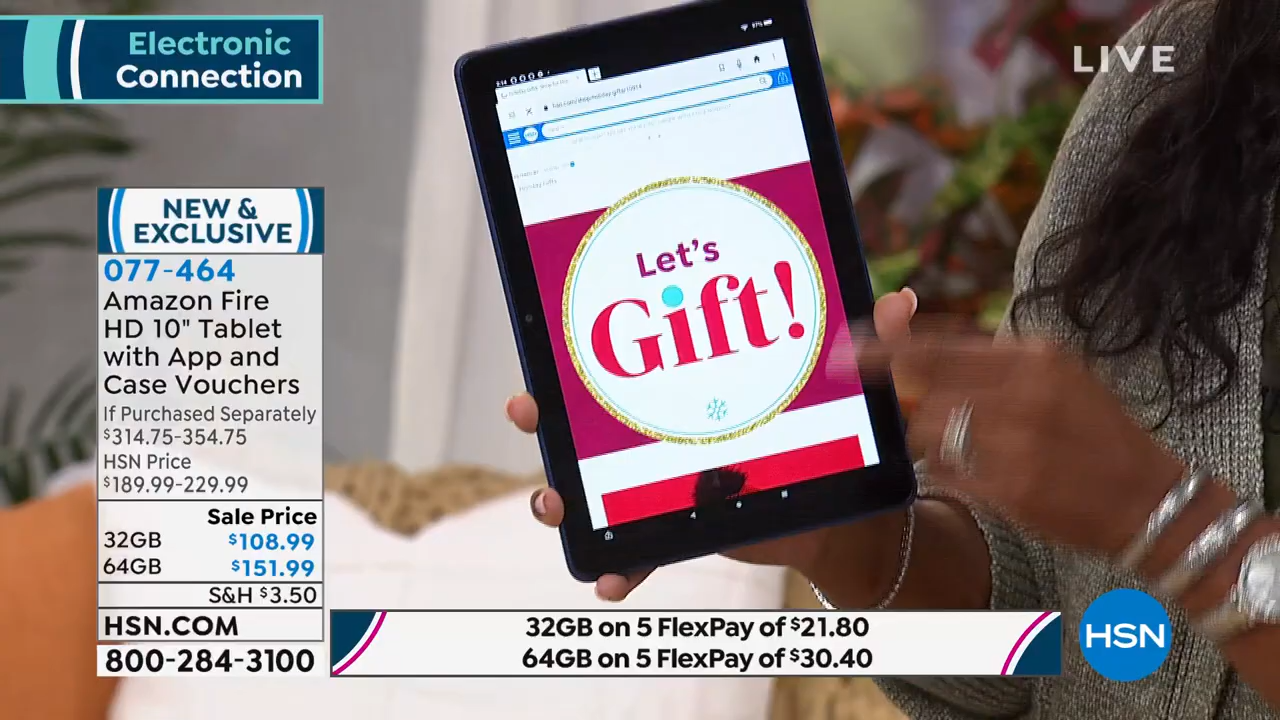 Electronic
Connection
LIVE
NEW &
EXCLUSIVE
077-464
Amazon Fire
HD 10" Tablet
with App and
Case Vouchers
If Purchased Separately
$314.75-354.75
HSN Price
$189.99-229.99
Sale Price
32GB $108.99
64GB $151.99
S&H $3.50
HSN.COM
800-284-3100
97%
Let's
Gift!
32GB on 5 FlexPay of $21.80
64GB on 5 FlexPay of $30.40
HSN